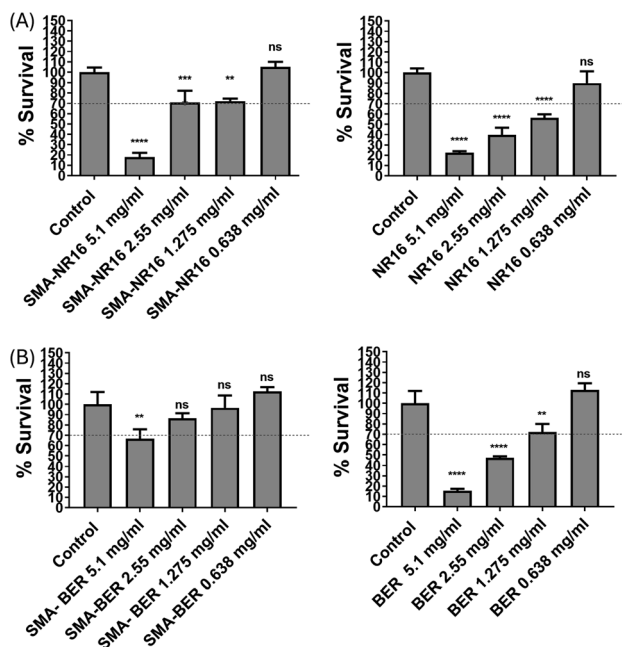 (A)
% Survival
150
140
130
120
110
100
90
80
70
60
50
40
30
20
10
0
ns
***
**
****
Control
SMA-NR16 5.1 mg/ml
SMA-NR16 2.55 mg/ml
SMA-NR16 1.275 mg/ml
SMA-NR16 0.638 mg/ml
% Survival
150
140
130
120
110
100
90
80
70
60
50
40
30
20
10
0
ns
****
****
****
Control
NR16 5.1 mg/ml
NR16 2.55 mg/ml
NR16 1.275 mg/ml
NR16 0.638 mg/ml
(B)
% Survival
150
140
130
120
110
100
90
80
70
60
50
40
30
20
10
0
**
ns
ns
ns
Control
SMA- BER 5.1 mg/ml
SMA-BER 2.55 mg/ml
SMA- BER 1.275 mg/ml
SMA-BER 0.638 mg/ml
% Survival
150
140
130
120
110
100
90
80
70
60
50
40
30
20
10
0
****
****
**
ns
Control
BER 5.1 mg/ml
BER 2.55 mg/ml
BER 1.275 mg/ml
BER 0.638 mg/ml